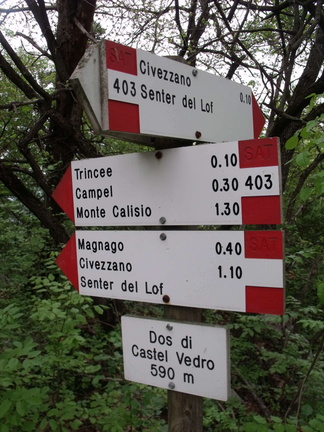 SAT
Civezzano 0.10
403 Senter del Lof
Trincee 0.10 SAT
Campel 0.30 403
Monte Calisio 1.30
Magnago 0.40 SAT
Civezzano 1.10
Senter del Lof
Dos di
Castel Vedro
590 m